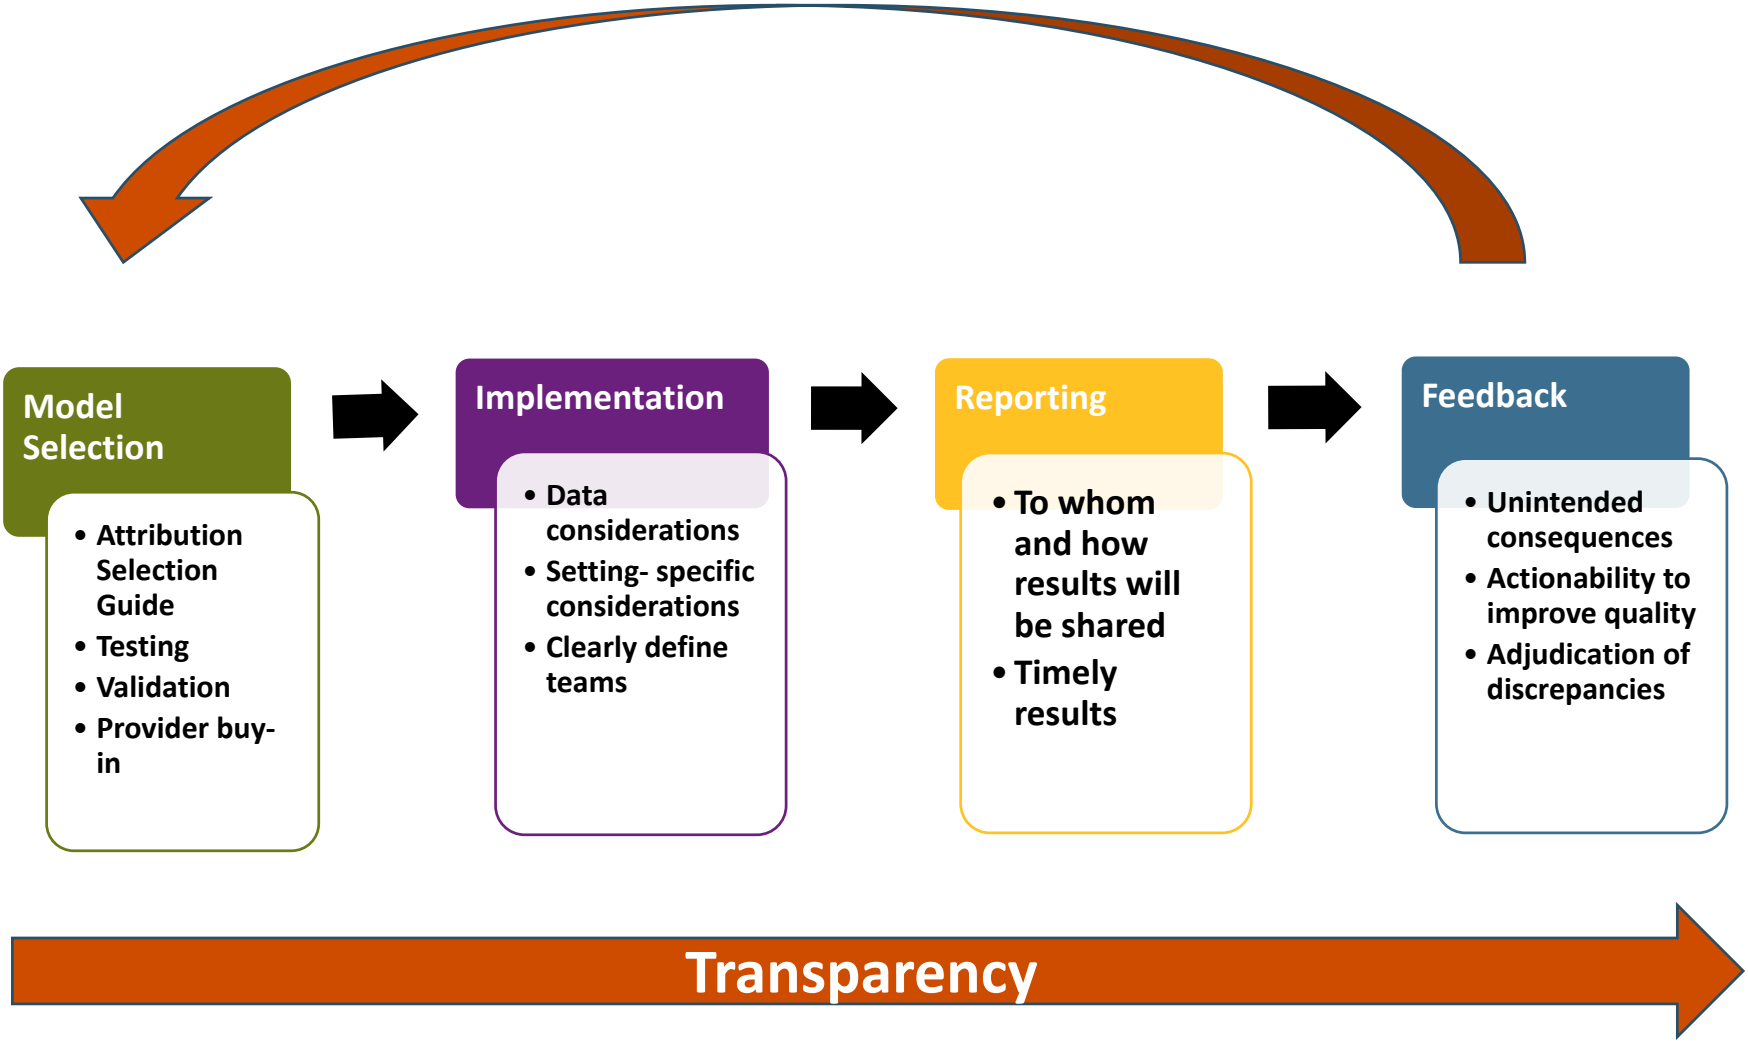 Model
Selection
• Attribution
Selection
Guide
• Testing
• Validation
• Provider buy-
in
Implementation
• Data
considerations
• Setting- specific
considerations
• Clearly define
teams
Reporting
• To whom
and how
results will
be shared
• Timely
results
Feedback
• Unintended
consequences
• Actionability to
improve quality
• Adjudication of
discrepancies
Transparency